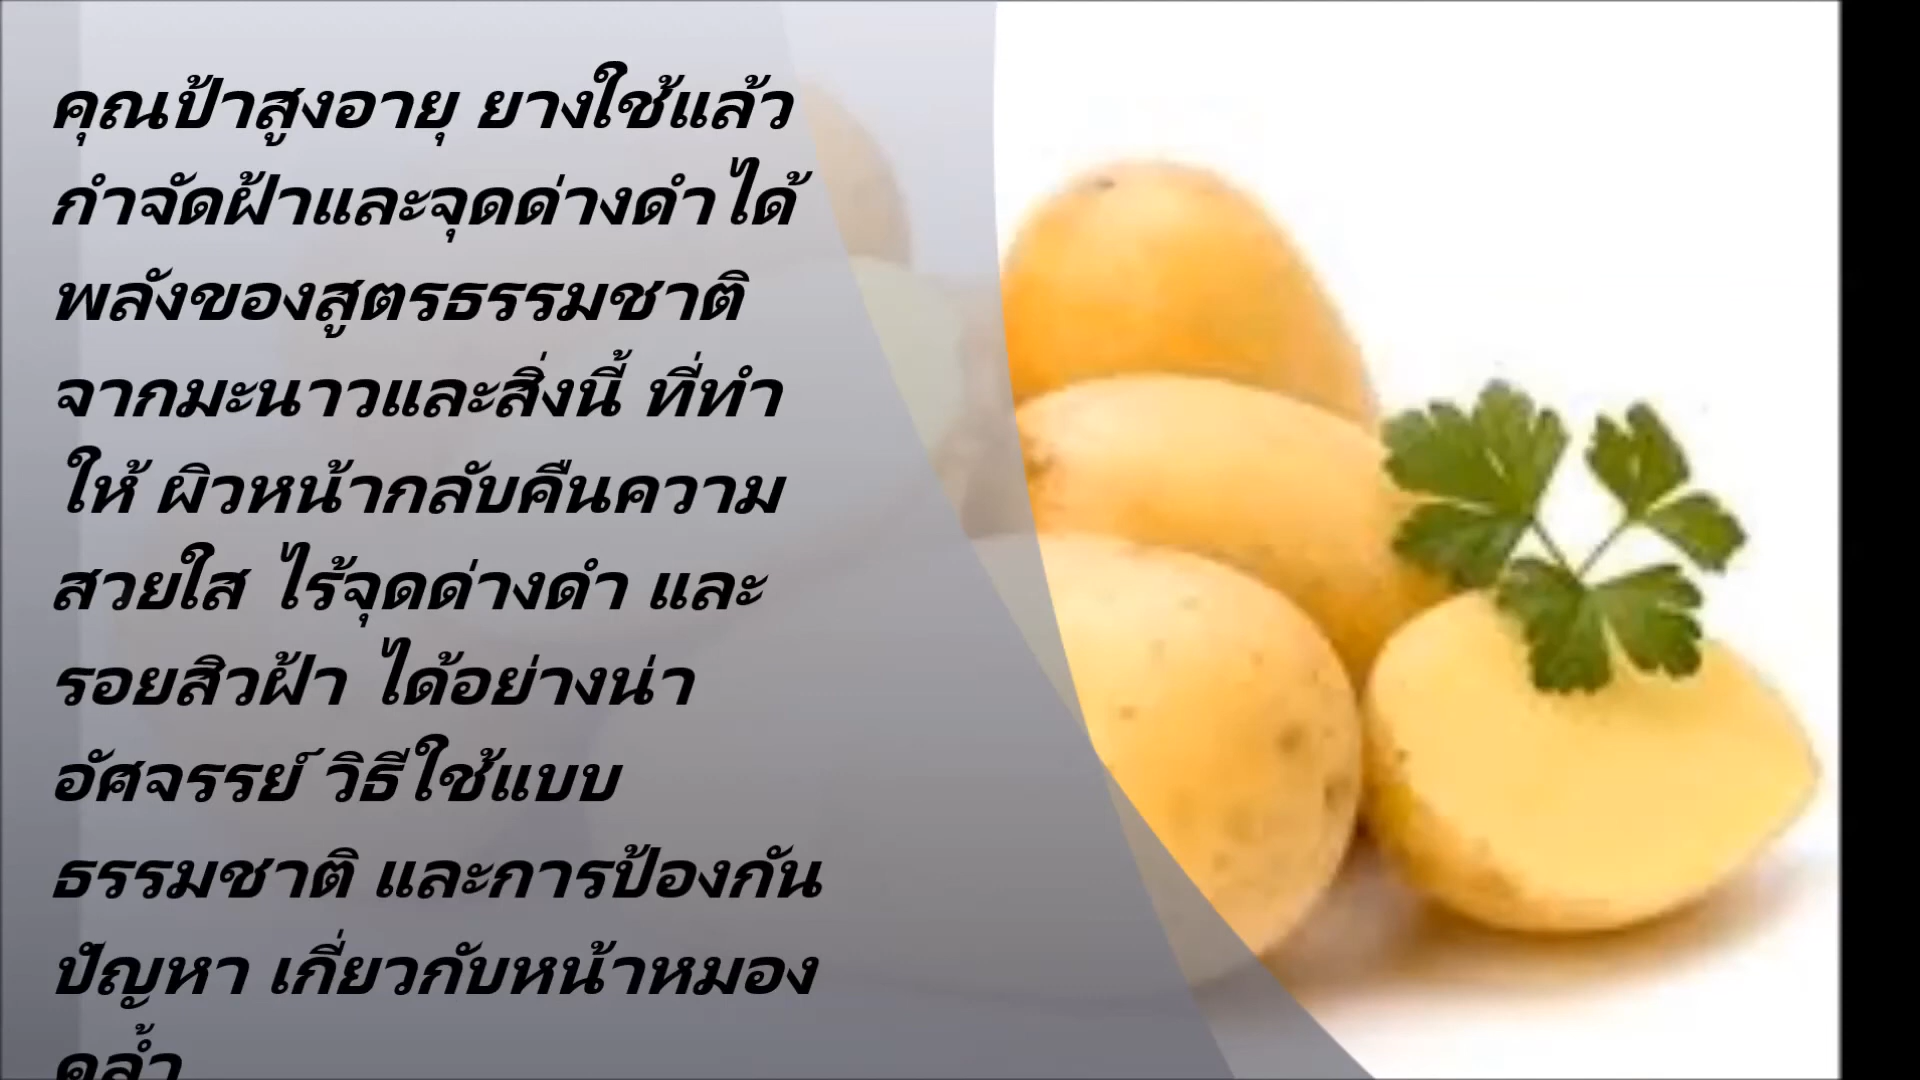 คุณป้าสูงอายุ ยางใช้แล้ว
กำจัดฝ้าและจุดด่างดำได้
พลังของสูตรธรรมชาติ
จากมะนาวและสิ่งนี้ ที่ทำ
ให้ ผิวหน้ากลับคืนความ
สวยใส ไร้จุดด่างดำ และ
รอยสิวฝ้า ได้อย่างน่า
อัศจรรย์ วิธีใช้แบบ
ธรรมชาติ และการป้องกัน
ปัญหา เกี่ยวกับหน้าหมอง
คล้ำ